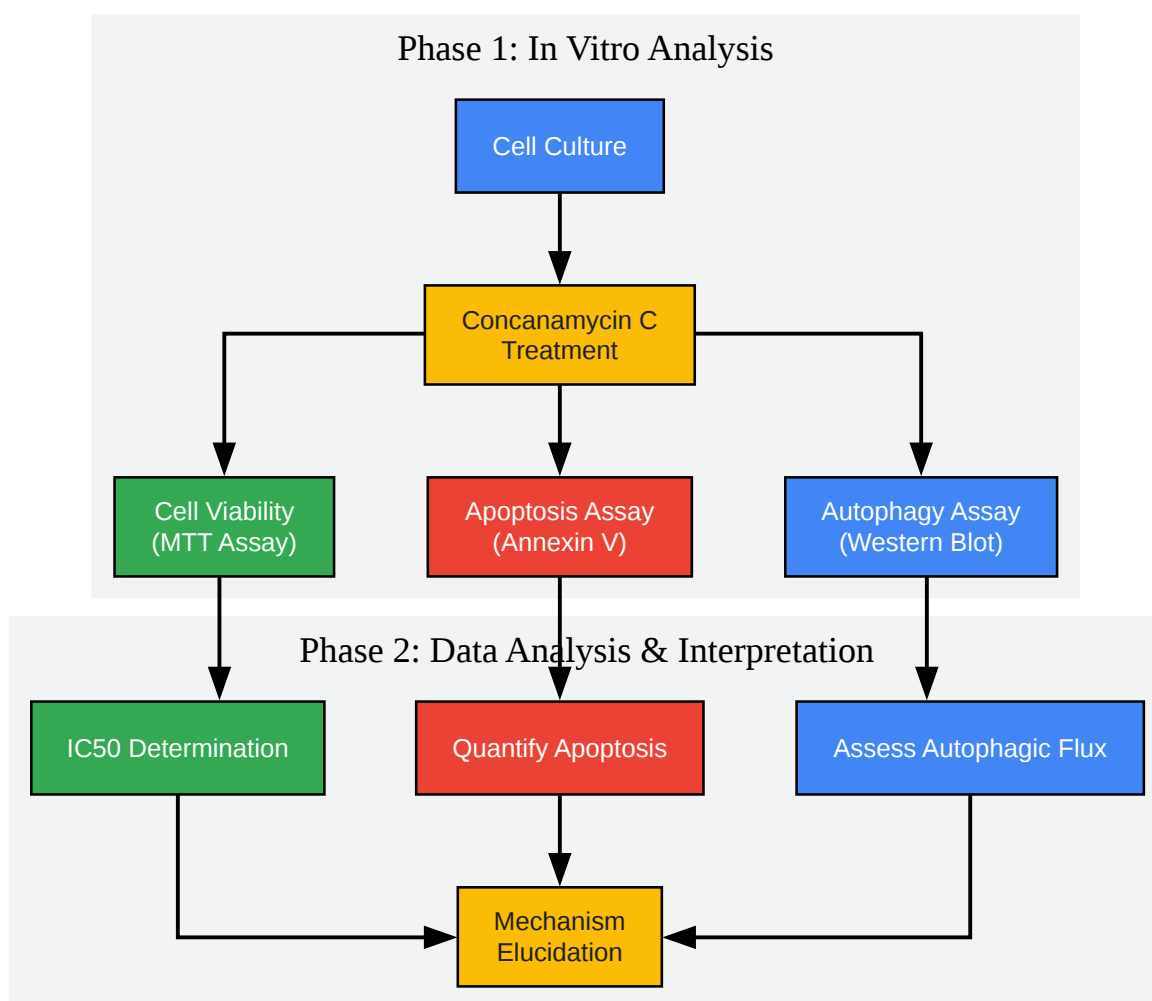 Phase 1: In Vitro Analysis
Cell Culture
Concanamycin C
Treatment
Cell Viability
(MTT Assay)
Apoptosis Assay
(Annexin V)
Autophagy Assay
(Western Blot)
Phase 2: Data Analysis & Interpretation
IC50 Determination
Quantify Apoptosis
Assess Autophagic Flux
Mechanism
Elucidation